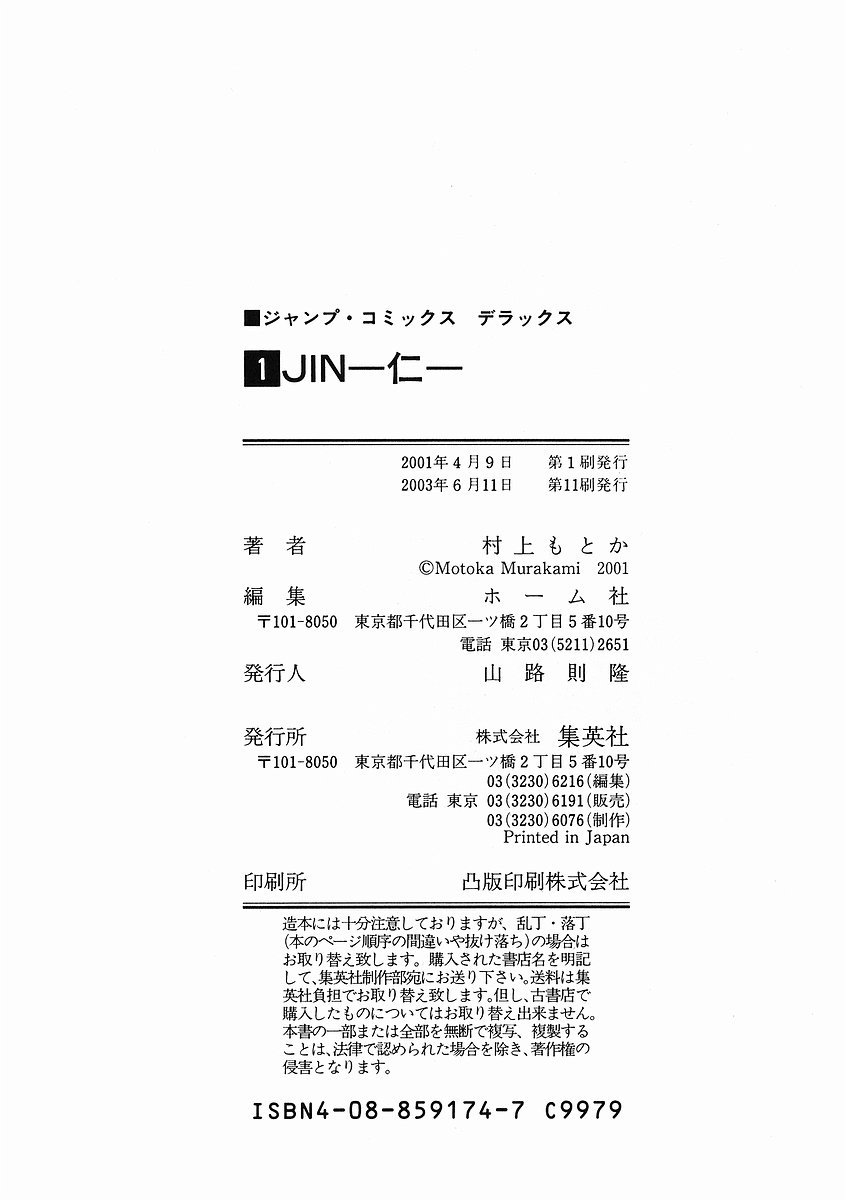 ■ジャンプ・コミックス デラックス
1 JIN―仁―
2001年4月9日 第1刷発行
2003年6月11日 第11刷発行
著者 村上もとか
©Motoka Murakami 2001
編集 ホーム社
〒101-8050 東京都千代田区一ツ橋2丁目5番10号
電話 東京03(5211)2651
発行人 山路則隆
発行所 株式会社 集英社
〒101-8050 東京都千代田区一ツ橋2丁目5番10号
03(3230)6216(編集)
電話 東京 03(3230)6191(販売)
03(3230)6076(制作)
Printed in Japan
印刷所 凸版印刷株式会社
造本には十分注意しておりますが、乱丁・落丁
(本のページ順序の間違いや抜け落ち)の場合は
お取り替え致します。購入された書店名を明記
して、集英社制作部宛にお送り下さい。送料は集
英社負担でお取り替え致します。但し、古書店で
購入したものについてはお取り替え出来ません。
本書の一部または全部を無断で複写、複製する
ことは、法律で認められた場合を除き、著作権の
侵害となります。
ISBN4-08-859174-7 C9979